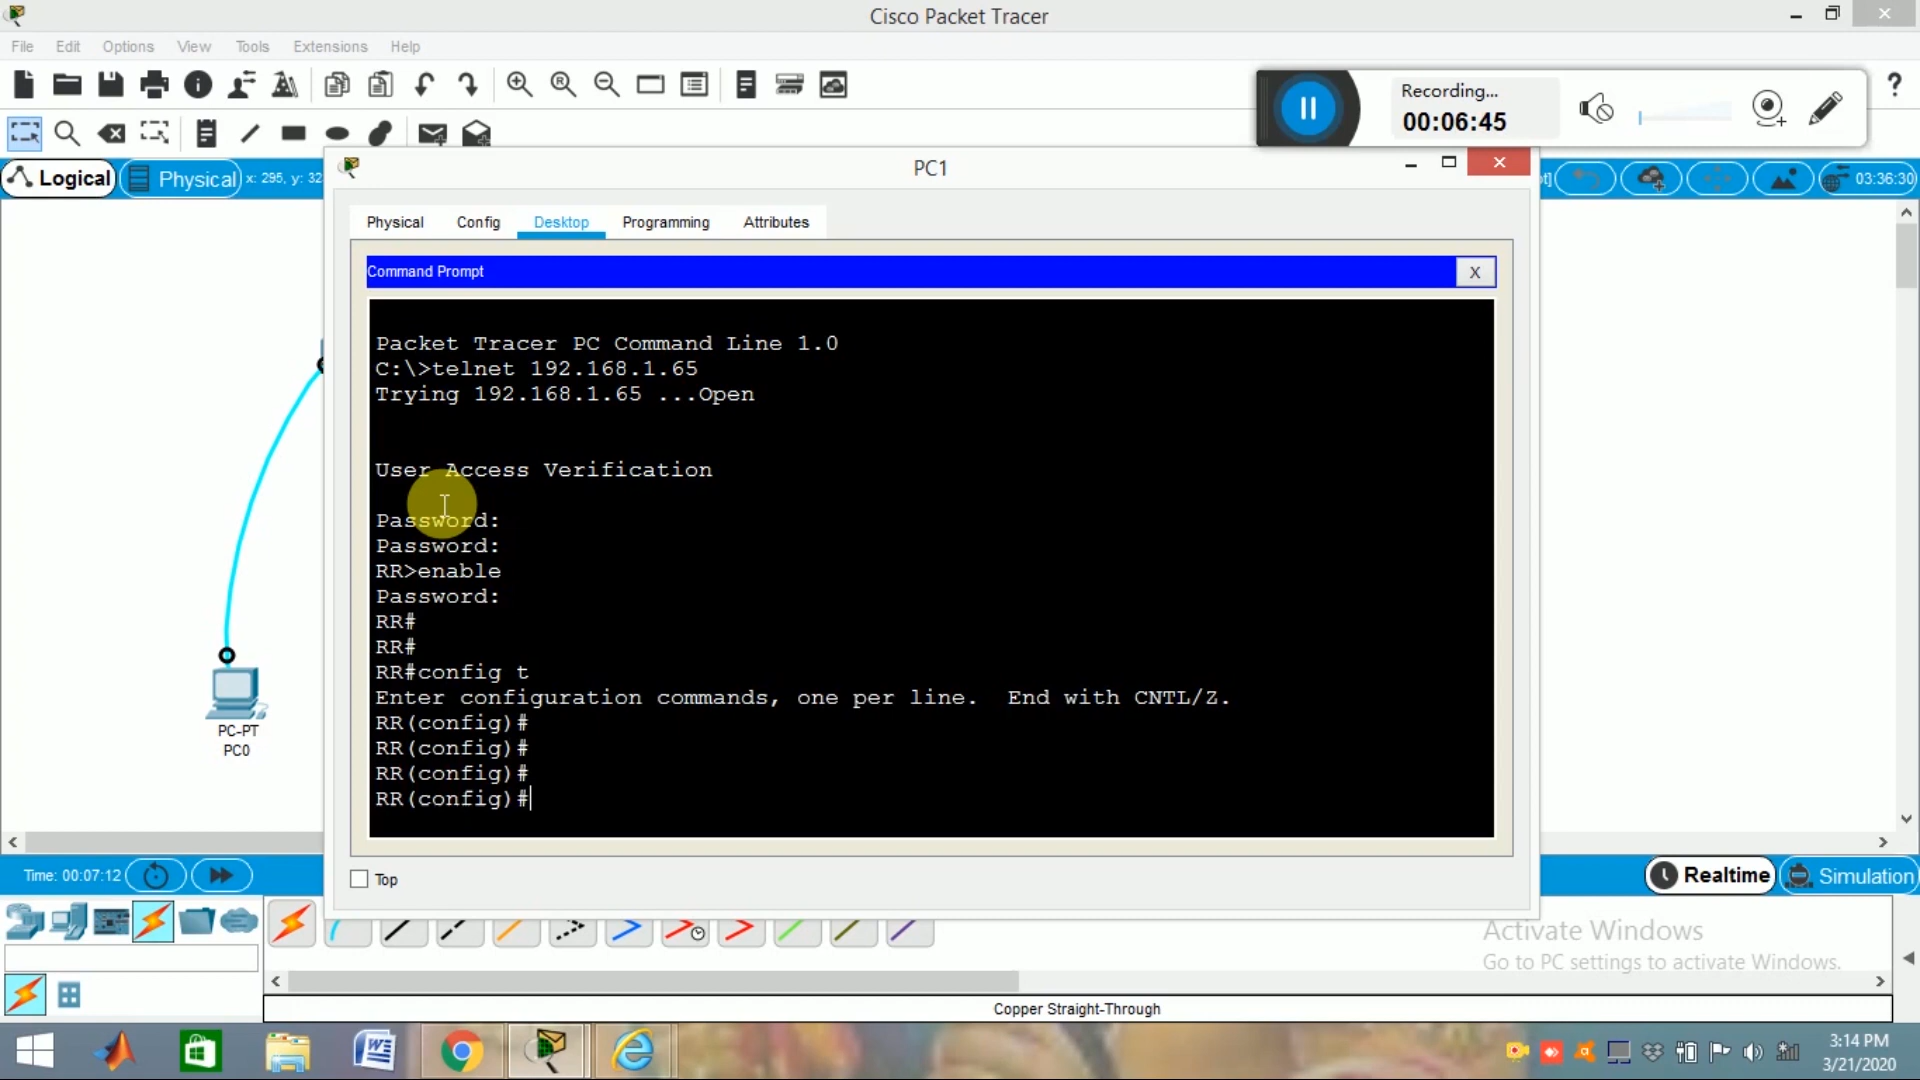 Cisco Packet Tracer
File Edit Options View Tools Extensions Help
Recording...
00:06:45
Logical
Physical
x: 295, y: 32
PC1
03:36:30
Physical Config Desktop Programming Attributes
Command Prompt
X
Packet Tracer PC Command Line 1.0
C:\>telnet 192.168.1.65
Trying 192.168.1.65 ...Open
User Access Verification
Password:
Password:
RR>enable
Password:
RR#
RR#
RR#config t
Enter configuration commands, one per line.  End with CNTL/Z.
RR(config)#
RR(config)#
RR(config)#
RR(config)#
PC-PT
PC0
Top
Time: 00:07:12
Realtime
Simulation
Activate Windows
Go to PC settings to activate Windows.
Copper Straight-Through
3:14 PM
3/21/2020